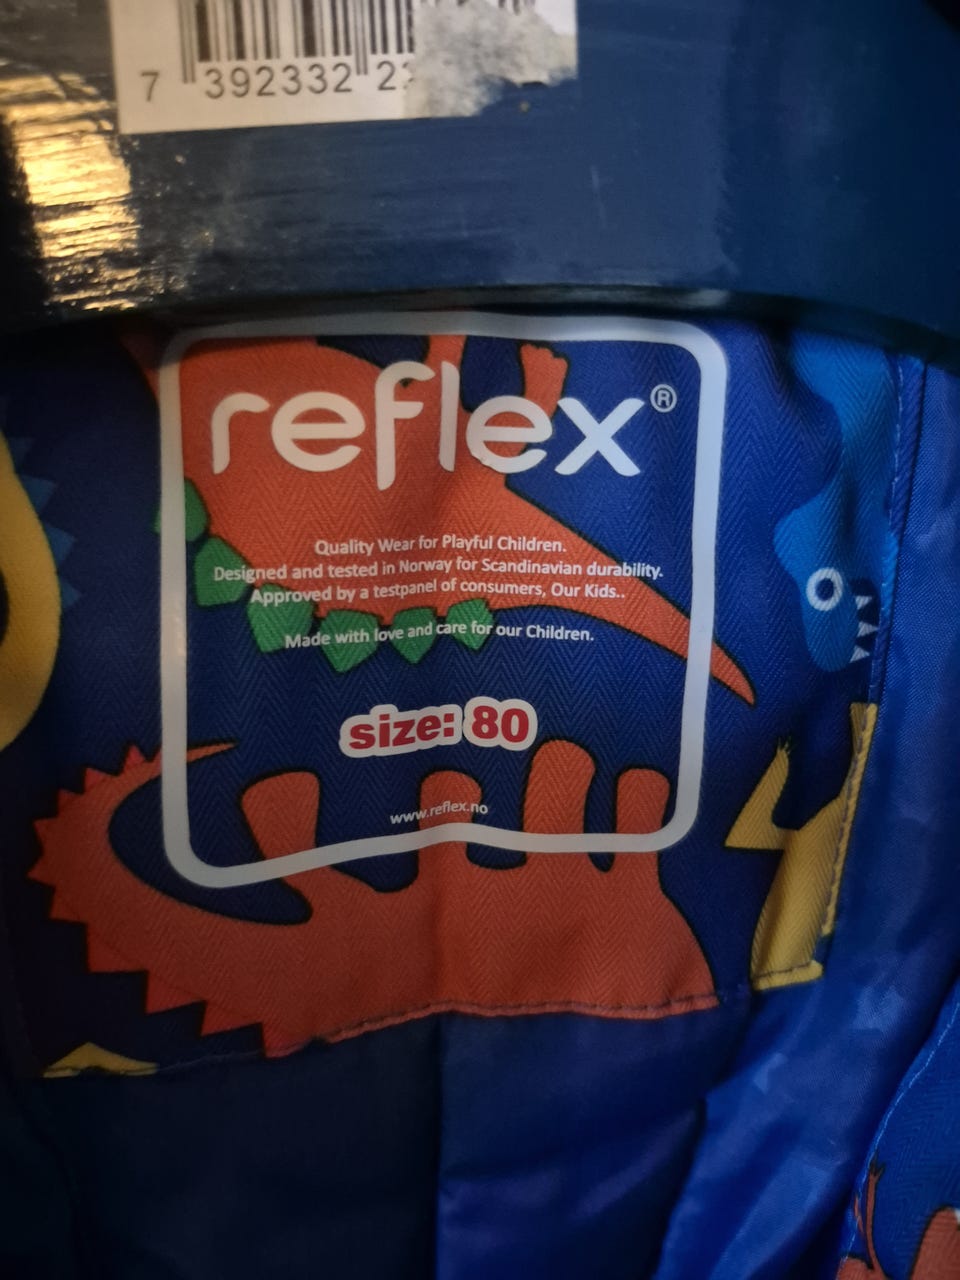 7 392332 2
reflex®
Quality Wear for Playful Children.
Designed and tested in Norway for Scandinavian durability.
Approved by a testpanel of consumers, Our Kids..
Made with love and care for our Children.
size: 80
www.reflex.no